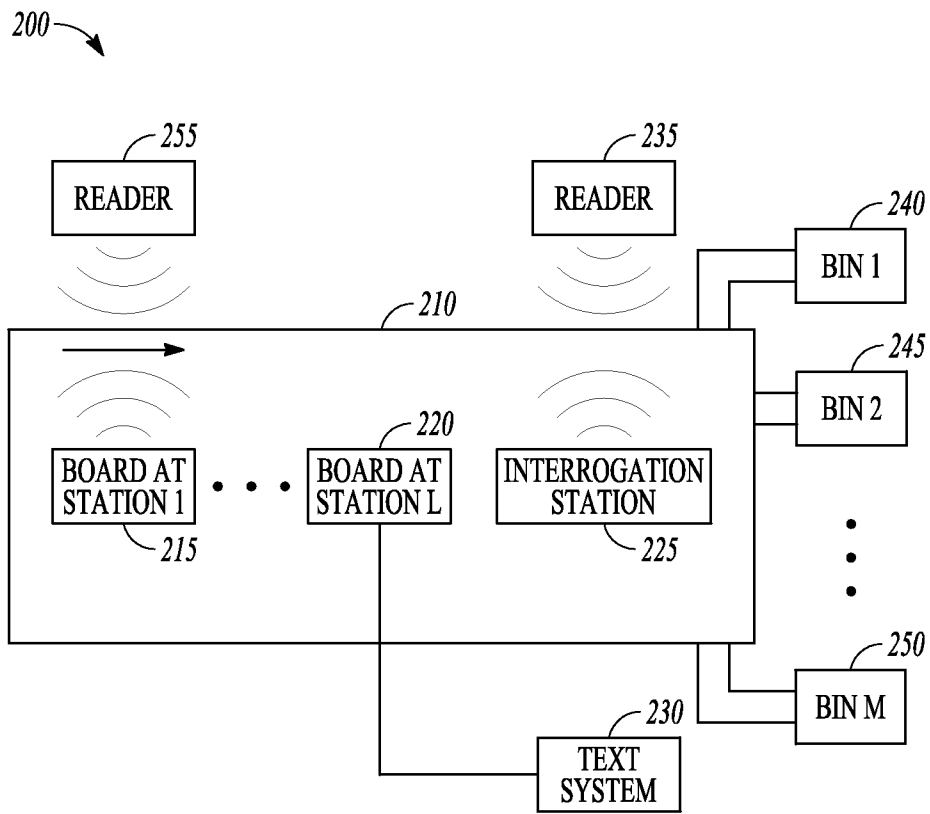 200
255
READER
235
READER
240
BIN 1
210
245
BIN 2
BOARD AT
STATION 1
215
220
BOARD AT
STATION L
INTERROGATION
STATION
225
250
BIN M
230
TEXT
SYSTEM